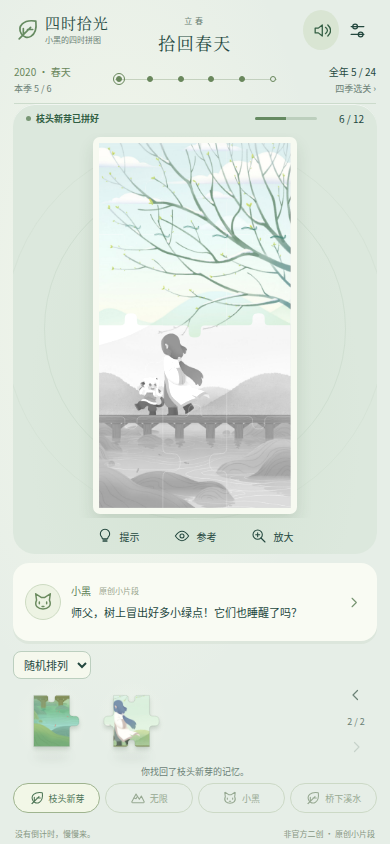 四时拾光
小黑的四时拼图
立春
拾回春天
2020 · 春天
本季 5 / 6
全年 5 / 24
四季选关 ›
枝头新芽已拼好
6 / 12
提示
参考
放大
小黑 原创小片段
师父，树上冒出好多小绿点！它们也睡醒了吗？
随机排列
2 / 2
你找回了枝头新芽的记忆。
枝头新芽
无限
小黑
桥下溪水
没有倒计时，慢慢来。
非官方二创 · 原创小片段